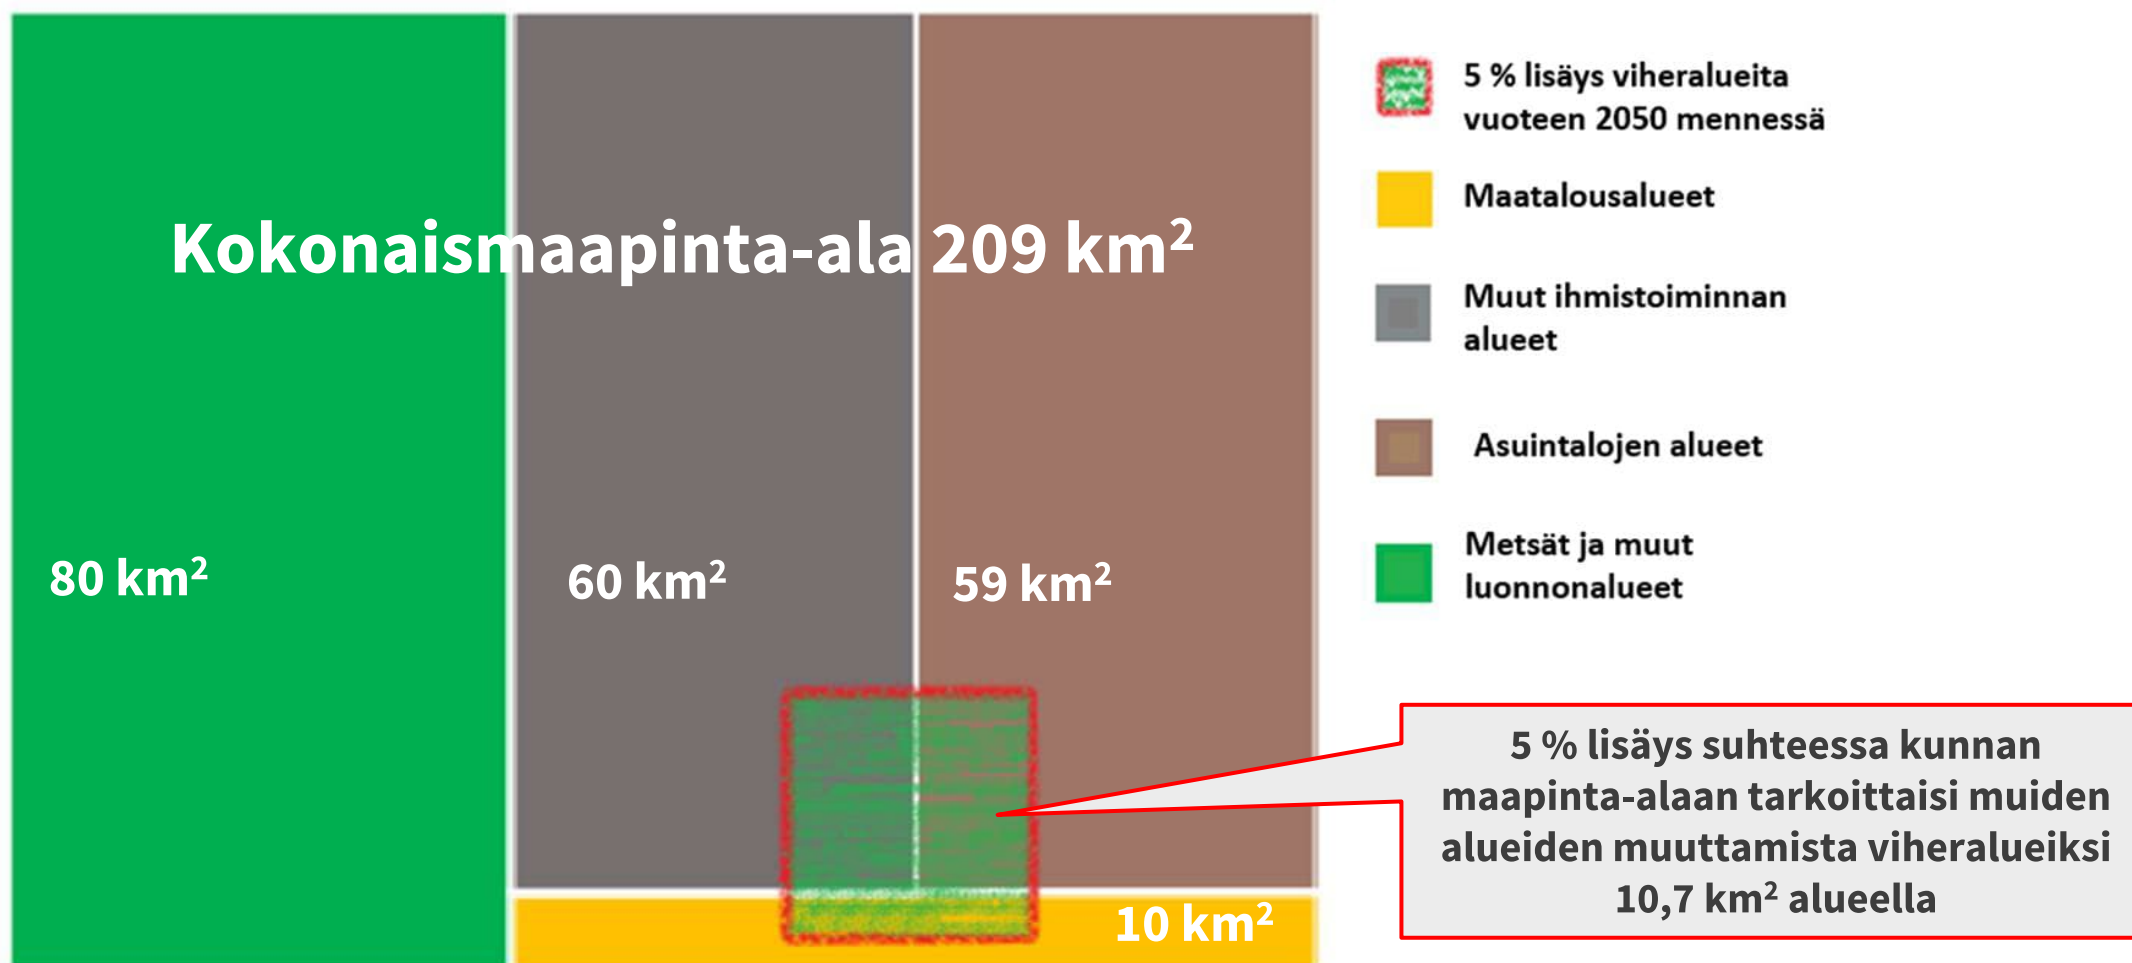 Kokonaismaapinta-ala 209 km²
80 km²
60 km²
59 km²
10 km²
5 % lisäys viheralueita
vuoteen 2050 mennessä
Maatalousalueet
Muut ihmistoiminnan
alueet
Asuintalojen alueet
Metsät ja muut
luonnonalueet
5 % lisäys suhteessa kunnan
maapinta-alaan tarkoittaisi muiden
alueiden muuttamista viheralueiksi
10,7 km² alueella